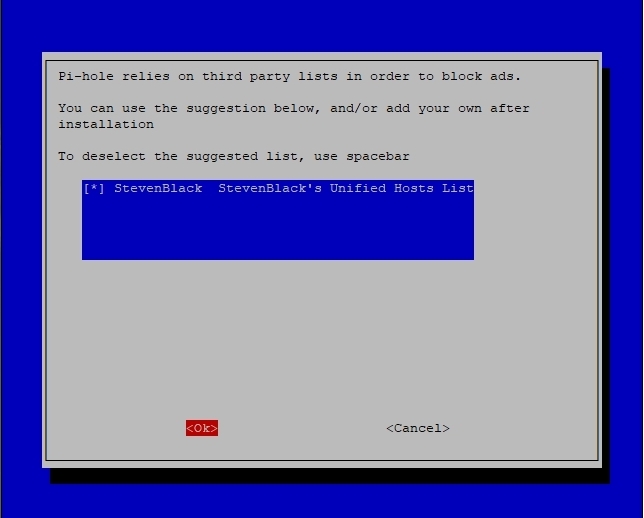 Pi-hole relies on third party lists in order to block ads.
You can use the suggestion below, and/or add your own after
installation
To deselect the suggested list, use spacebar
[*] StevenBlack  StevenBlack's Unified Hosts List
<Ok>
<Cancel>